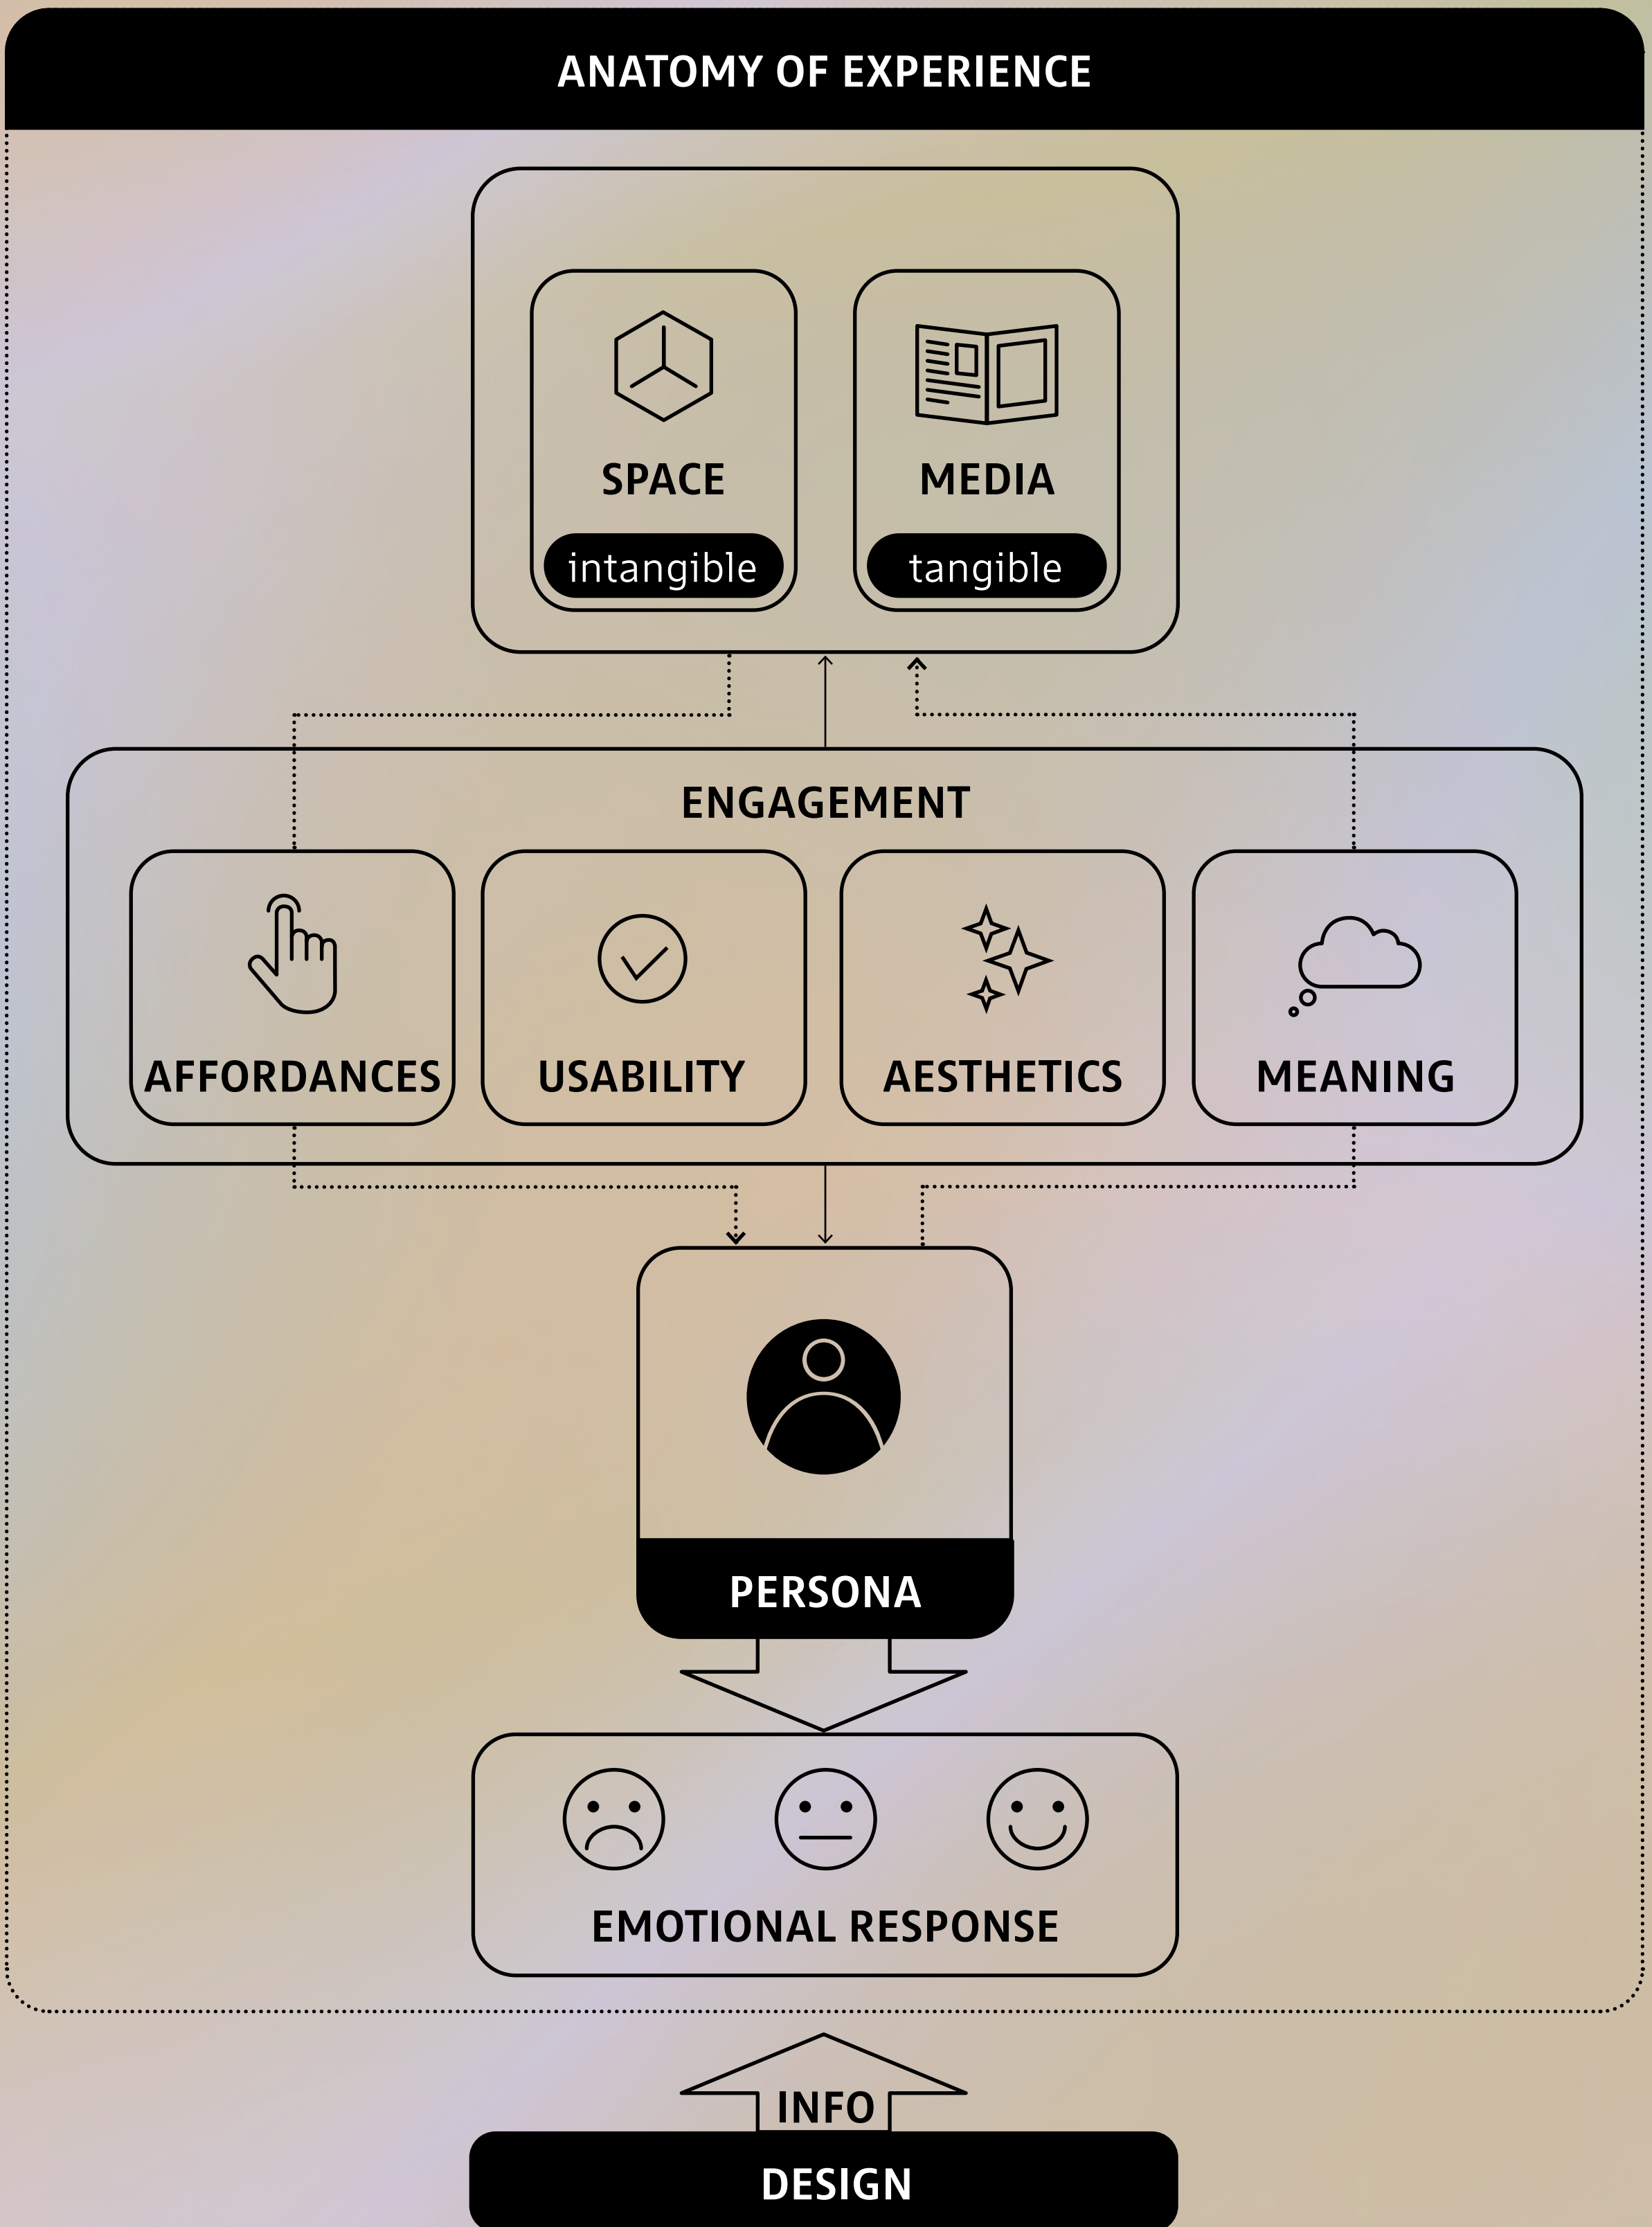 ANATOMY OF EXPERIENCE
SPACE
intangible
MEDIA
tangible
ENGAGEMENT
AFFORDANCES
USABILITY
AESTHETICS
MEANING
PERSONA
EMOTIONAL RESPONSE
INFO
DESIGN